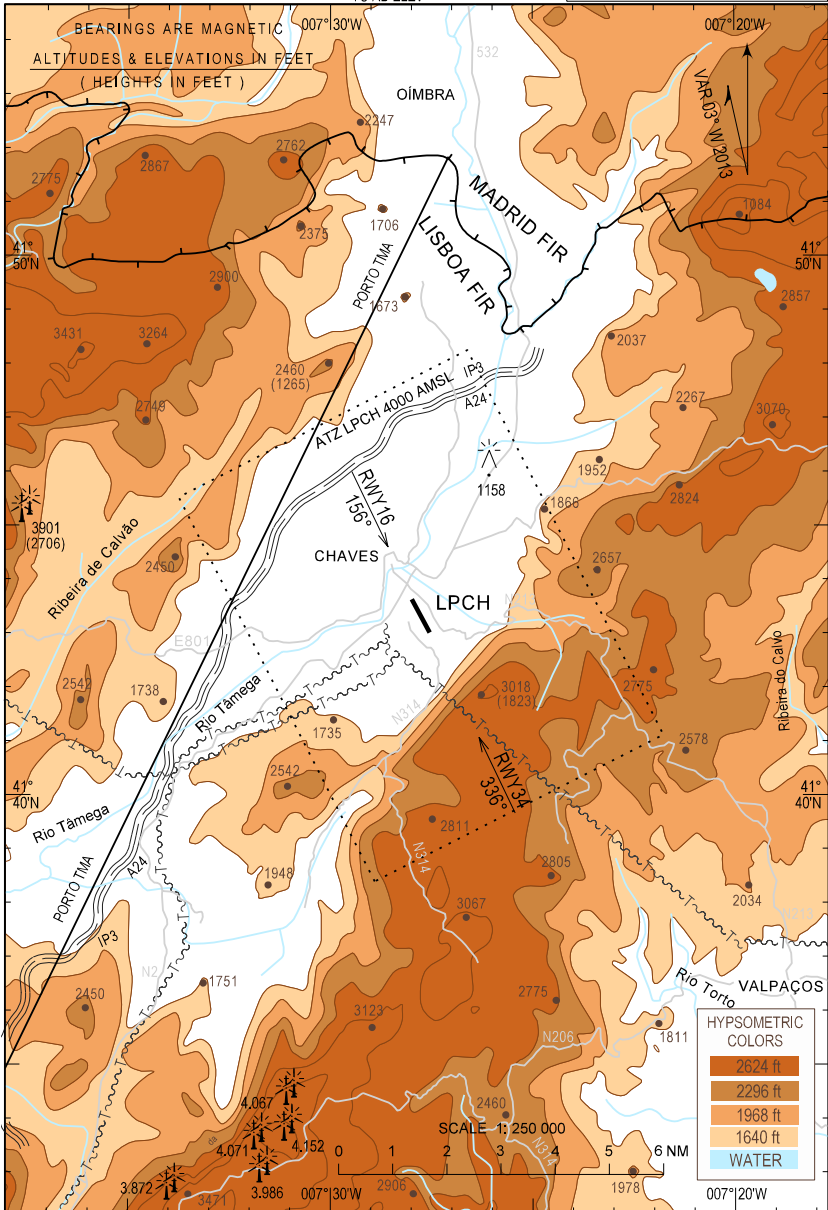 BEARINGS ARE MAGNETIC
ALTITUDES & ELEVATIONS IN FEET
( HEIGHTS IN FEET )
007°30'W
007°20'W
532
OÍMBRA
VAR 03° W 2013
2247
2762
2867
2775
1706
2375
MADRID FIR
LISBOA FIR
PORTO TMA
1084
41°
50'N
41°
50'N
2900
1673
2857
3431
3264
2037
2460
(1265)
ATZ LPCH 4000 AMSL
IP3
A24
2749
2267
3070
1952
2824
1158
RWY16
156°
1866
3901
(2706)
Ribeira de Calvão
2450
CHAVES
2657
LPCH
N213
E801
Ribeira do Calvo
2542
1738
Rio Tâmega
N314
3018
(1823)
2775
1735
2578
RWY34
336°
2542
41°
40'N
41°
40'N
Rio Tâmega
2811
N314
2805
A24
1948
2034
PORTO TMA
3067
N213
IP3
N2
1751
2775
Rio Torto
VALPAÇOS
2450
3123
1811
N206
HYPSOMETRIC
COLORS
2624 ft
2296 ft
1968 ft
1640 ft
WATER
4.067
2460
SCALE 1:250 000
4.071
4.152
N314
da
0 1 2 3 4 5 6 NM
3.872
3.986
3471
007°30'W
2906
1978
007°20'W